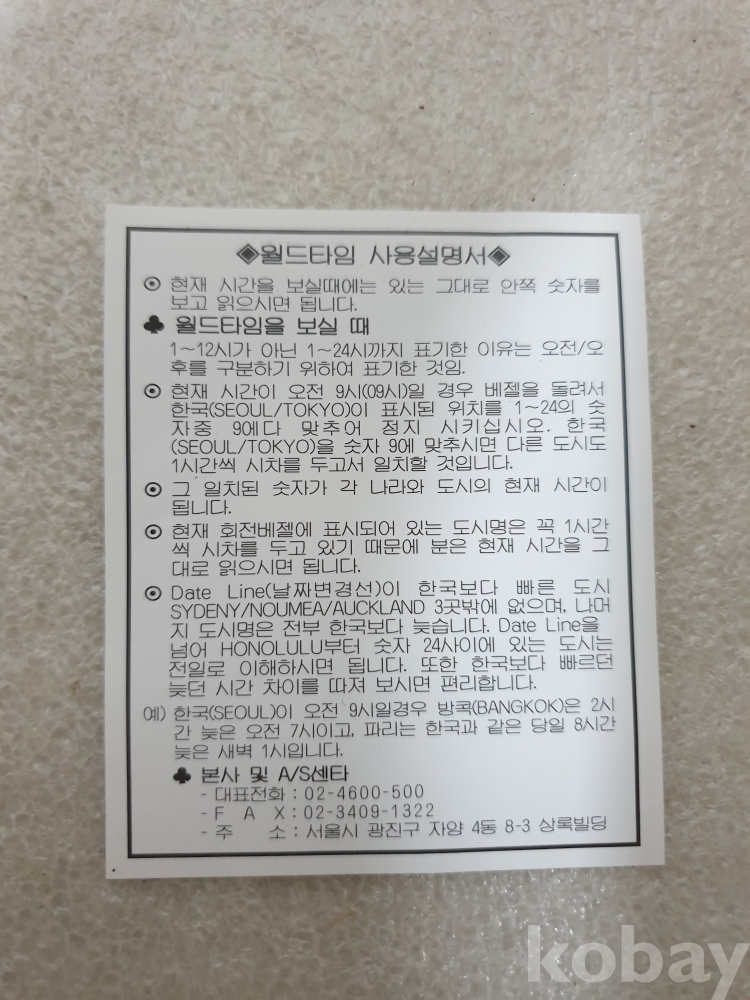 ◈월드타임 사용설명서◈
⊙ 현재 시간을 보실때에는 있는 그대로 안쪽 숫자를
보고 읽으시면 됩니다.
♣ 월드타임을 보실 때
1~12시가 아닌 1~24시까지 표기한 이유는 오전/오
후를 구분하기 위하여 표기한 것임.
⊙ 현재 시간이 오전 9시(09시)일 경우 베젤을 돌려서
한국(SEOUL/TOKYO)이 표시된 위치를 1~24의 숫
자중 9에다 맞추어 정지 시키십시오. 한국
(SEOUL/TOKYO)을 숫자 9에 맞추시면 다른 도시도
1시간씩 시차를 두고서 일치할 것입니다.
⊙ 그 일치된 숫자가 각 나라와 도시의 현재 시간이
됩니다.
⊙ 현재 회전베젤에 표시되어 있는 도시명은 꼭 1시간
씩 시차를 두고 있기 때문에 분은 현재 시간을 그
대로 읽으시면 됩니다.
⊙ Date Line(날짜변경선)이 한국보다 빠른 도시
SYDENY/NOUMEA/AUCKLAND 3곳밖에 없으며, 나머
지 도시명은 전부 한국보다 늦습니다. Date Line을
넘어 HONOLULU부터 숫자 24사이에 있는 도시는
전일로 이해하시면 됩니다. 또한 한국보다 빠르던
늦던 시간 차이를 따져 보시면 편리합니다.
예) 한국(SEOUL)이 오전 9시일경우 방콕(BANGKOK)은 2시
간 늦은 오전 7시이고, 파리는 한국과 같은 당일 8시간
늦은 새벽 1시입니다.
♣ 본사 및 A/S센타
- 대표전화 : 02-4600-500
- F A X : 02-3409-1322
- 주 소 : 서울시 광진구 자양 4동 8-3 상록빌딩
kobay